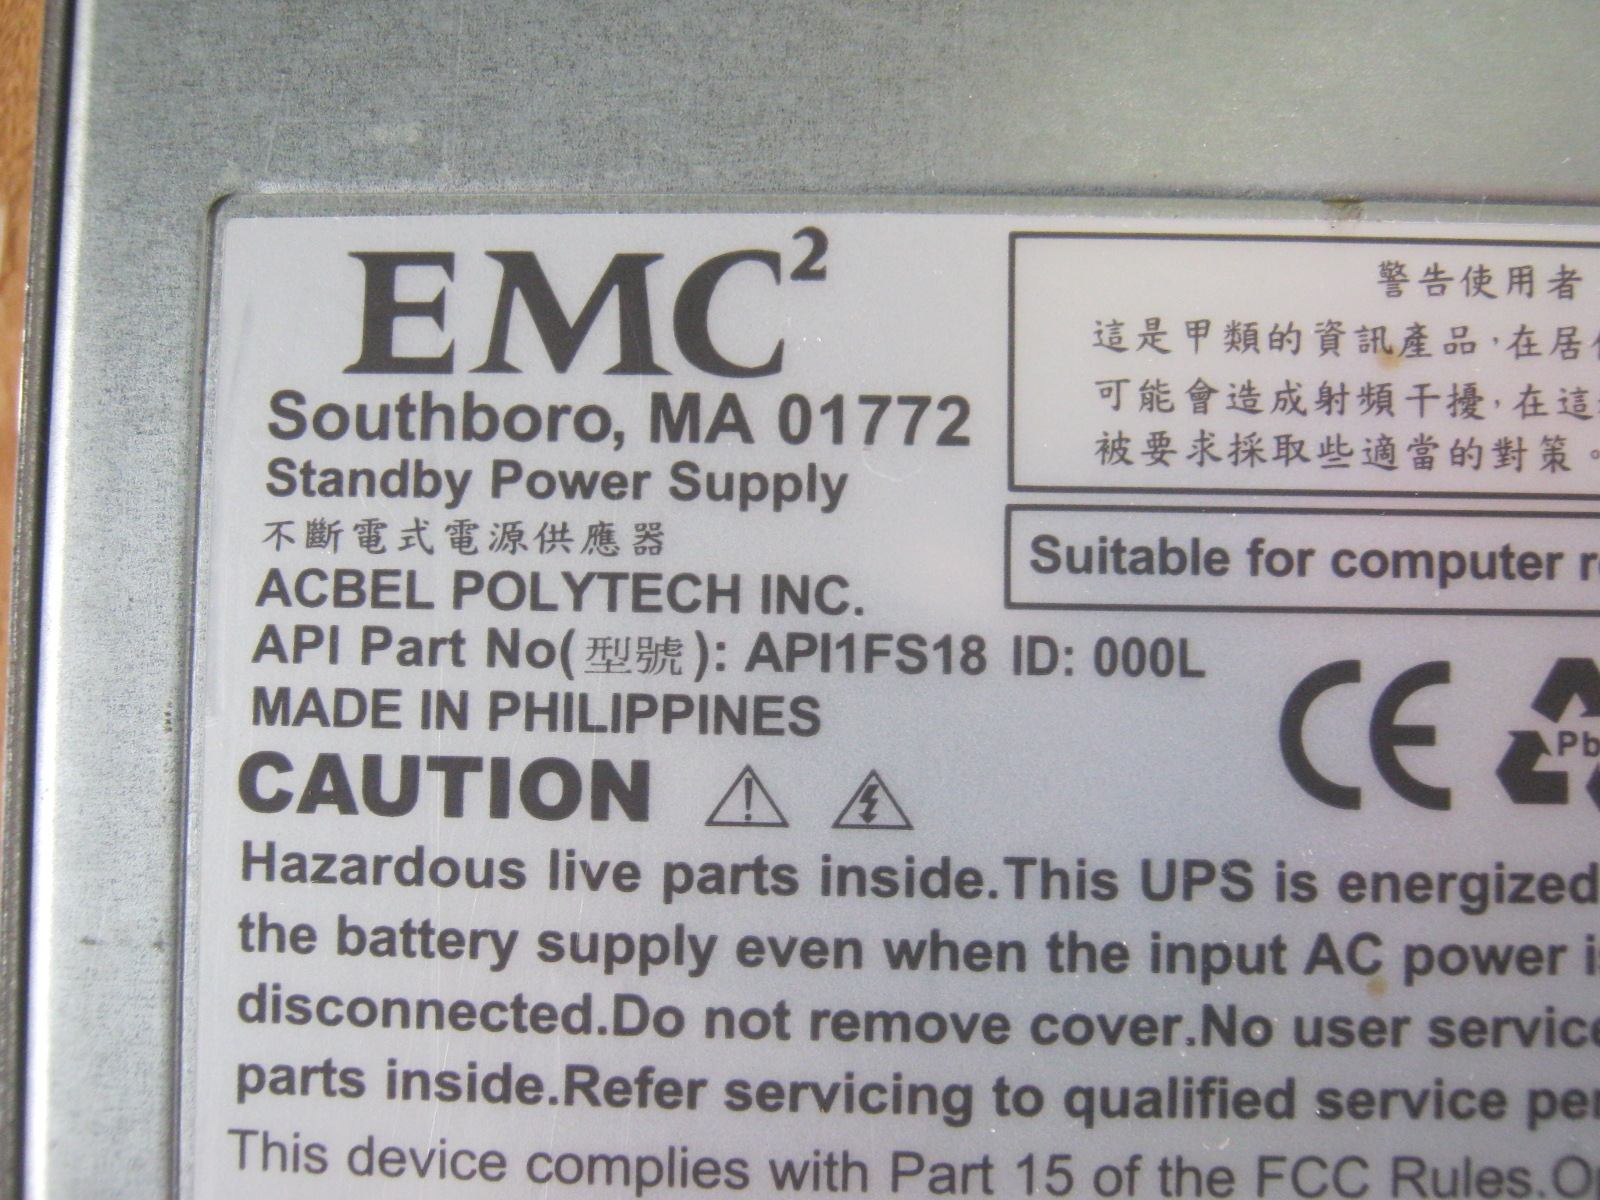 EMC²
Southboro, MA 01772
Standby Power Supply
不斷電式電源供應器
ACBEL POLYTECH INC.
API Part No(型號): API1FS18 ID: 000L
MADE IN PHILIPPINES
警告使用者
這是甲類的資訊產品,在居
可能會造成射頻干擾,在這
被要求採取些適當的對策。
Suitable for computer
CE
Pb
CAUTION
Hazardous live parts inside.This UPS is energized
the battery supply even when the input AC power
disconnected.Do not remove cover.No user
parts inside.Refer servicing to qualified service
This device complies with Part 15 of the FCC Rules.